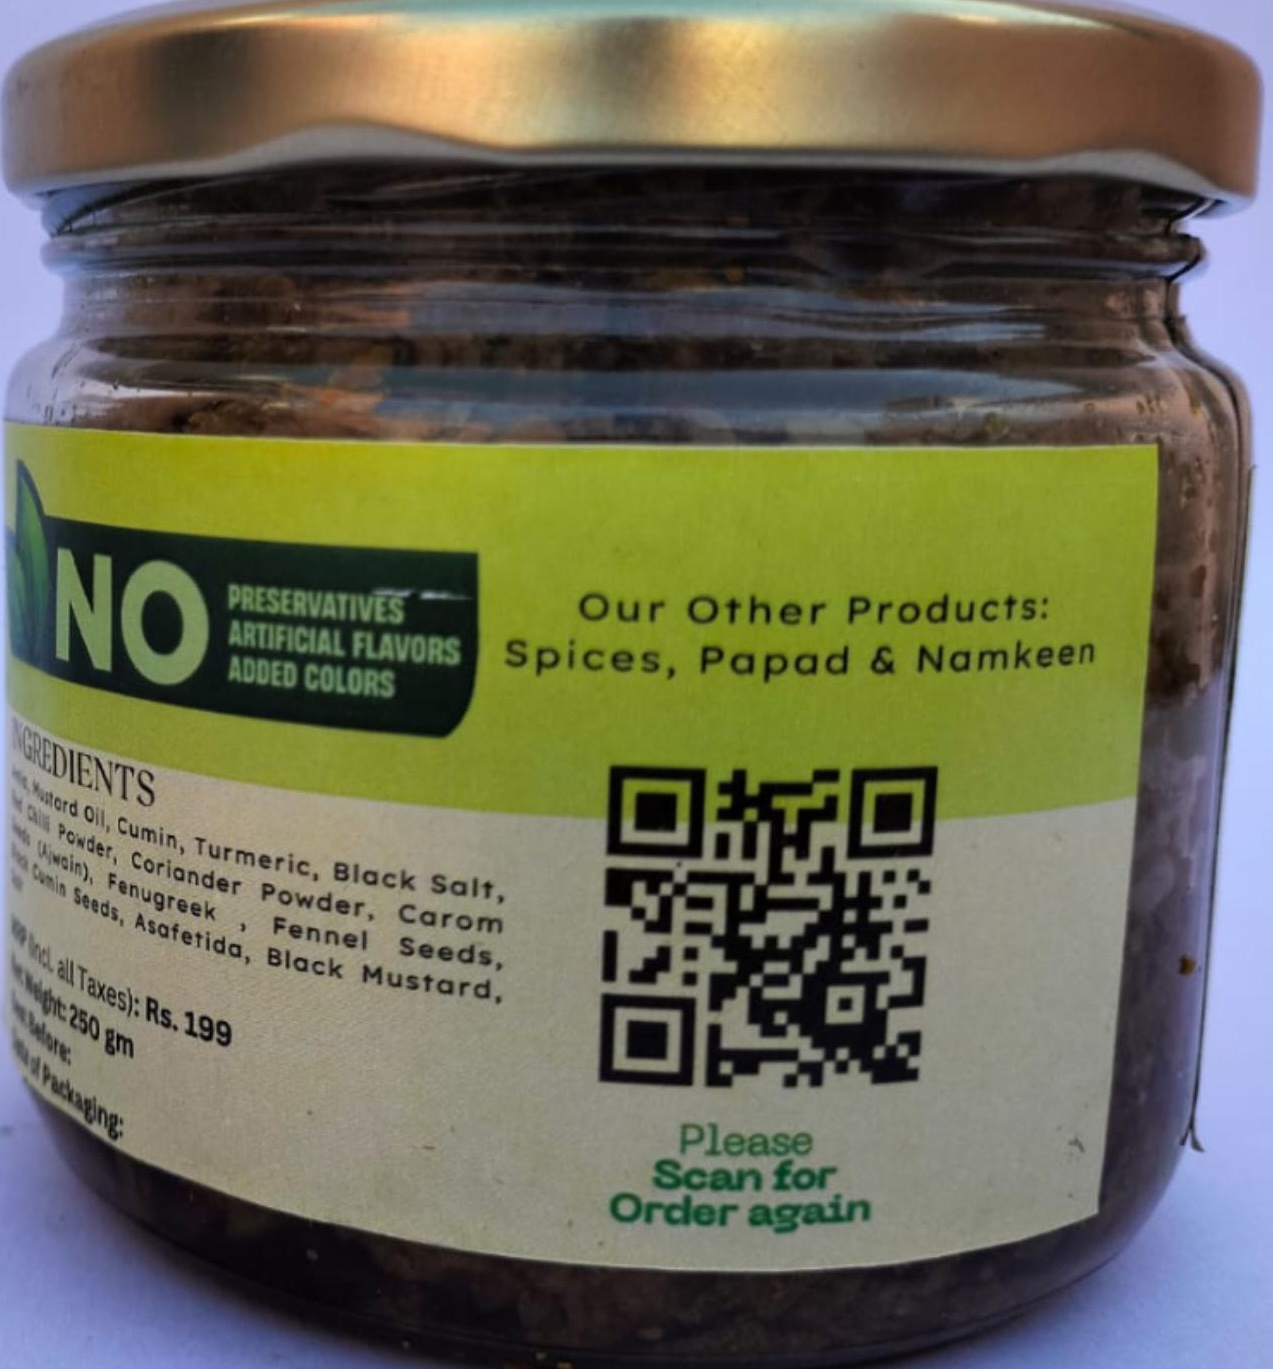 NO
PRESERVATIVES
ARTIFICIAL FLAVORS
ADDED COLORS
Our Other Products:
Spices, Papad & Namkeen
INGREDIENTS
Mustord Oil, Cumin, Turmeric, Black Salt,
Chilli Powder, Coriander Powder, Carom
(Ajwain), Fenugreek , Fennel Seeds,
Cumin Seeds, Asafetida, Black Mustard,
(incl. all Taxes): Rs. 199
Weight: 250 gm
Before:
of Packaging:
Please
Scan for
Order again